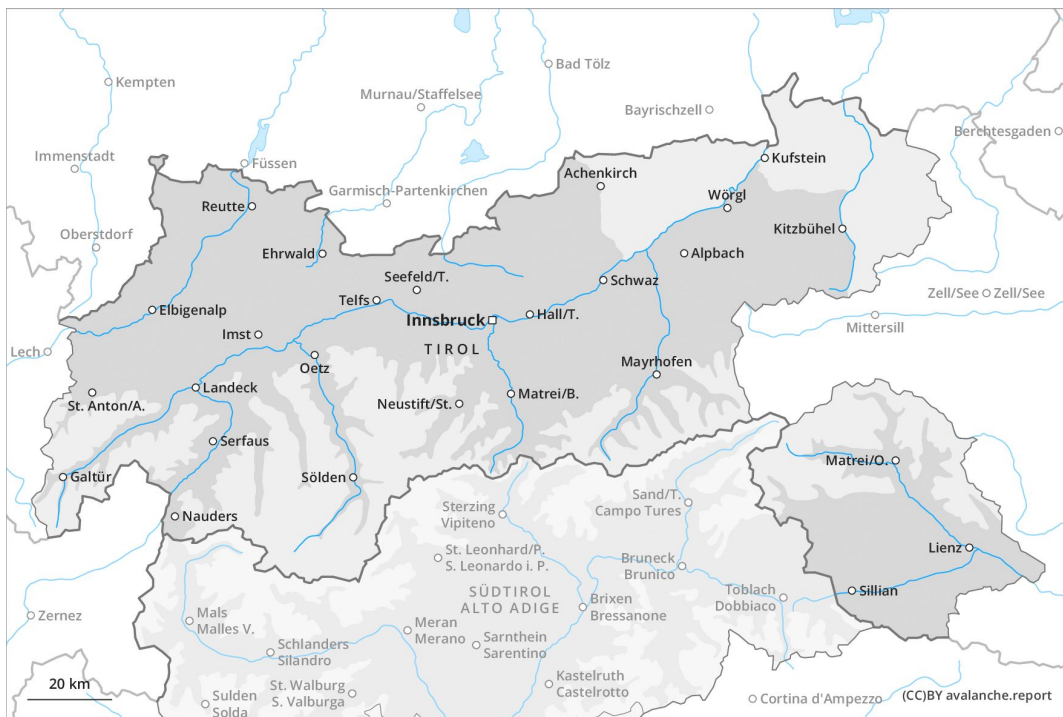 Kempten
Bad Tölz
Murnau/Staffelsee
Bayrischzell
Berchtesgaden
Immenstadt
Füssen
Kufstein
Garmisch-Partenkirchen
Achenkirch
Reutte
Wörgl
Oberstdorf
Kitzbühel
Ehrwald
Alpbach
Seefeld/T.
Schwaz
Zell/See
Zell/See
Telfs
Elbigenalp
Innsbruck
Hall/T.
Mittersill
Imst
Lech
TIROL
Oetz
Mayrhofen
Landeck
St. Anton/A.
Neustift/St.
Matrei/B.
Serfaus
Matrei/O.
Galtür
Sölden
Sterzing
Vipiteno
Sand/T.
Campo Tures
Nauders
Lienz
St. Leonhard/P.
S. Leonardo i. P.
Bruneck
Brunico
SÜDTIROL
ALTO ADIGE
Sillian
Toblach
Dobbiaco
Brixen
Bressanone
Zernez
Mals
Malles V.
Meran
Merano
Sarnthein
Sarentino
Schlanders
Silandro
Kastelruth
Castelrotto
20 km
St. Walburg
S. Valburga
Sulden
Solda
Cortina d'Ampezzo
(CC)BY avalanche.report